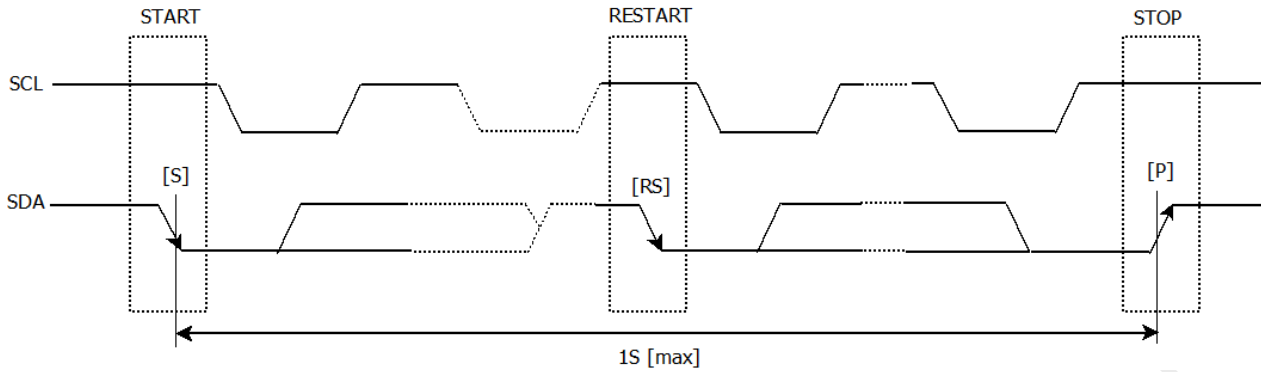 START
RESTART
STOP
SCL
[S]
[RS]
[P]
SDA
1S [max]